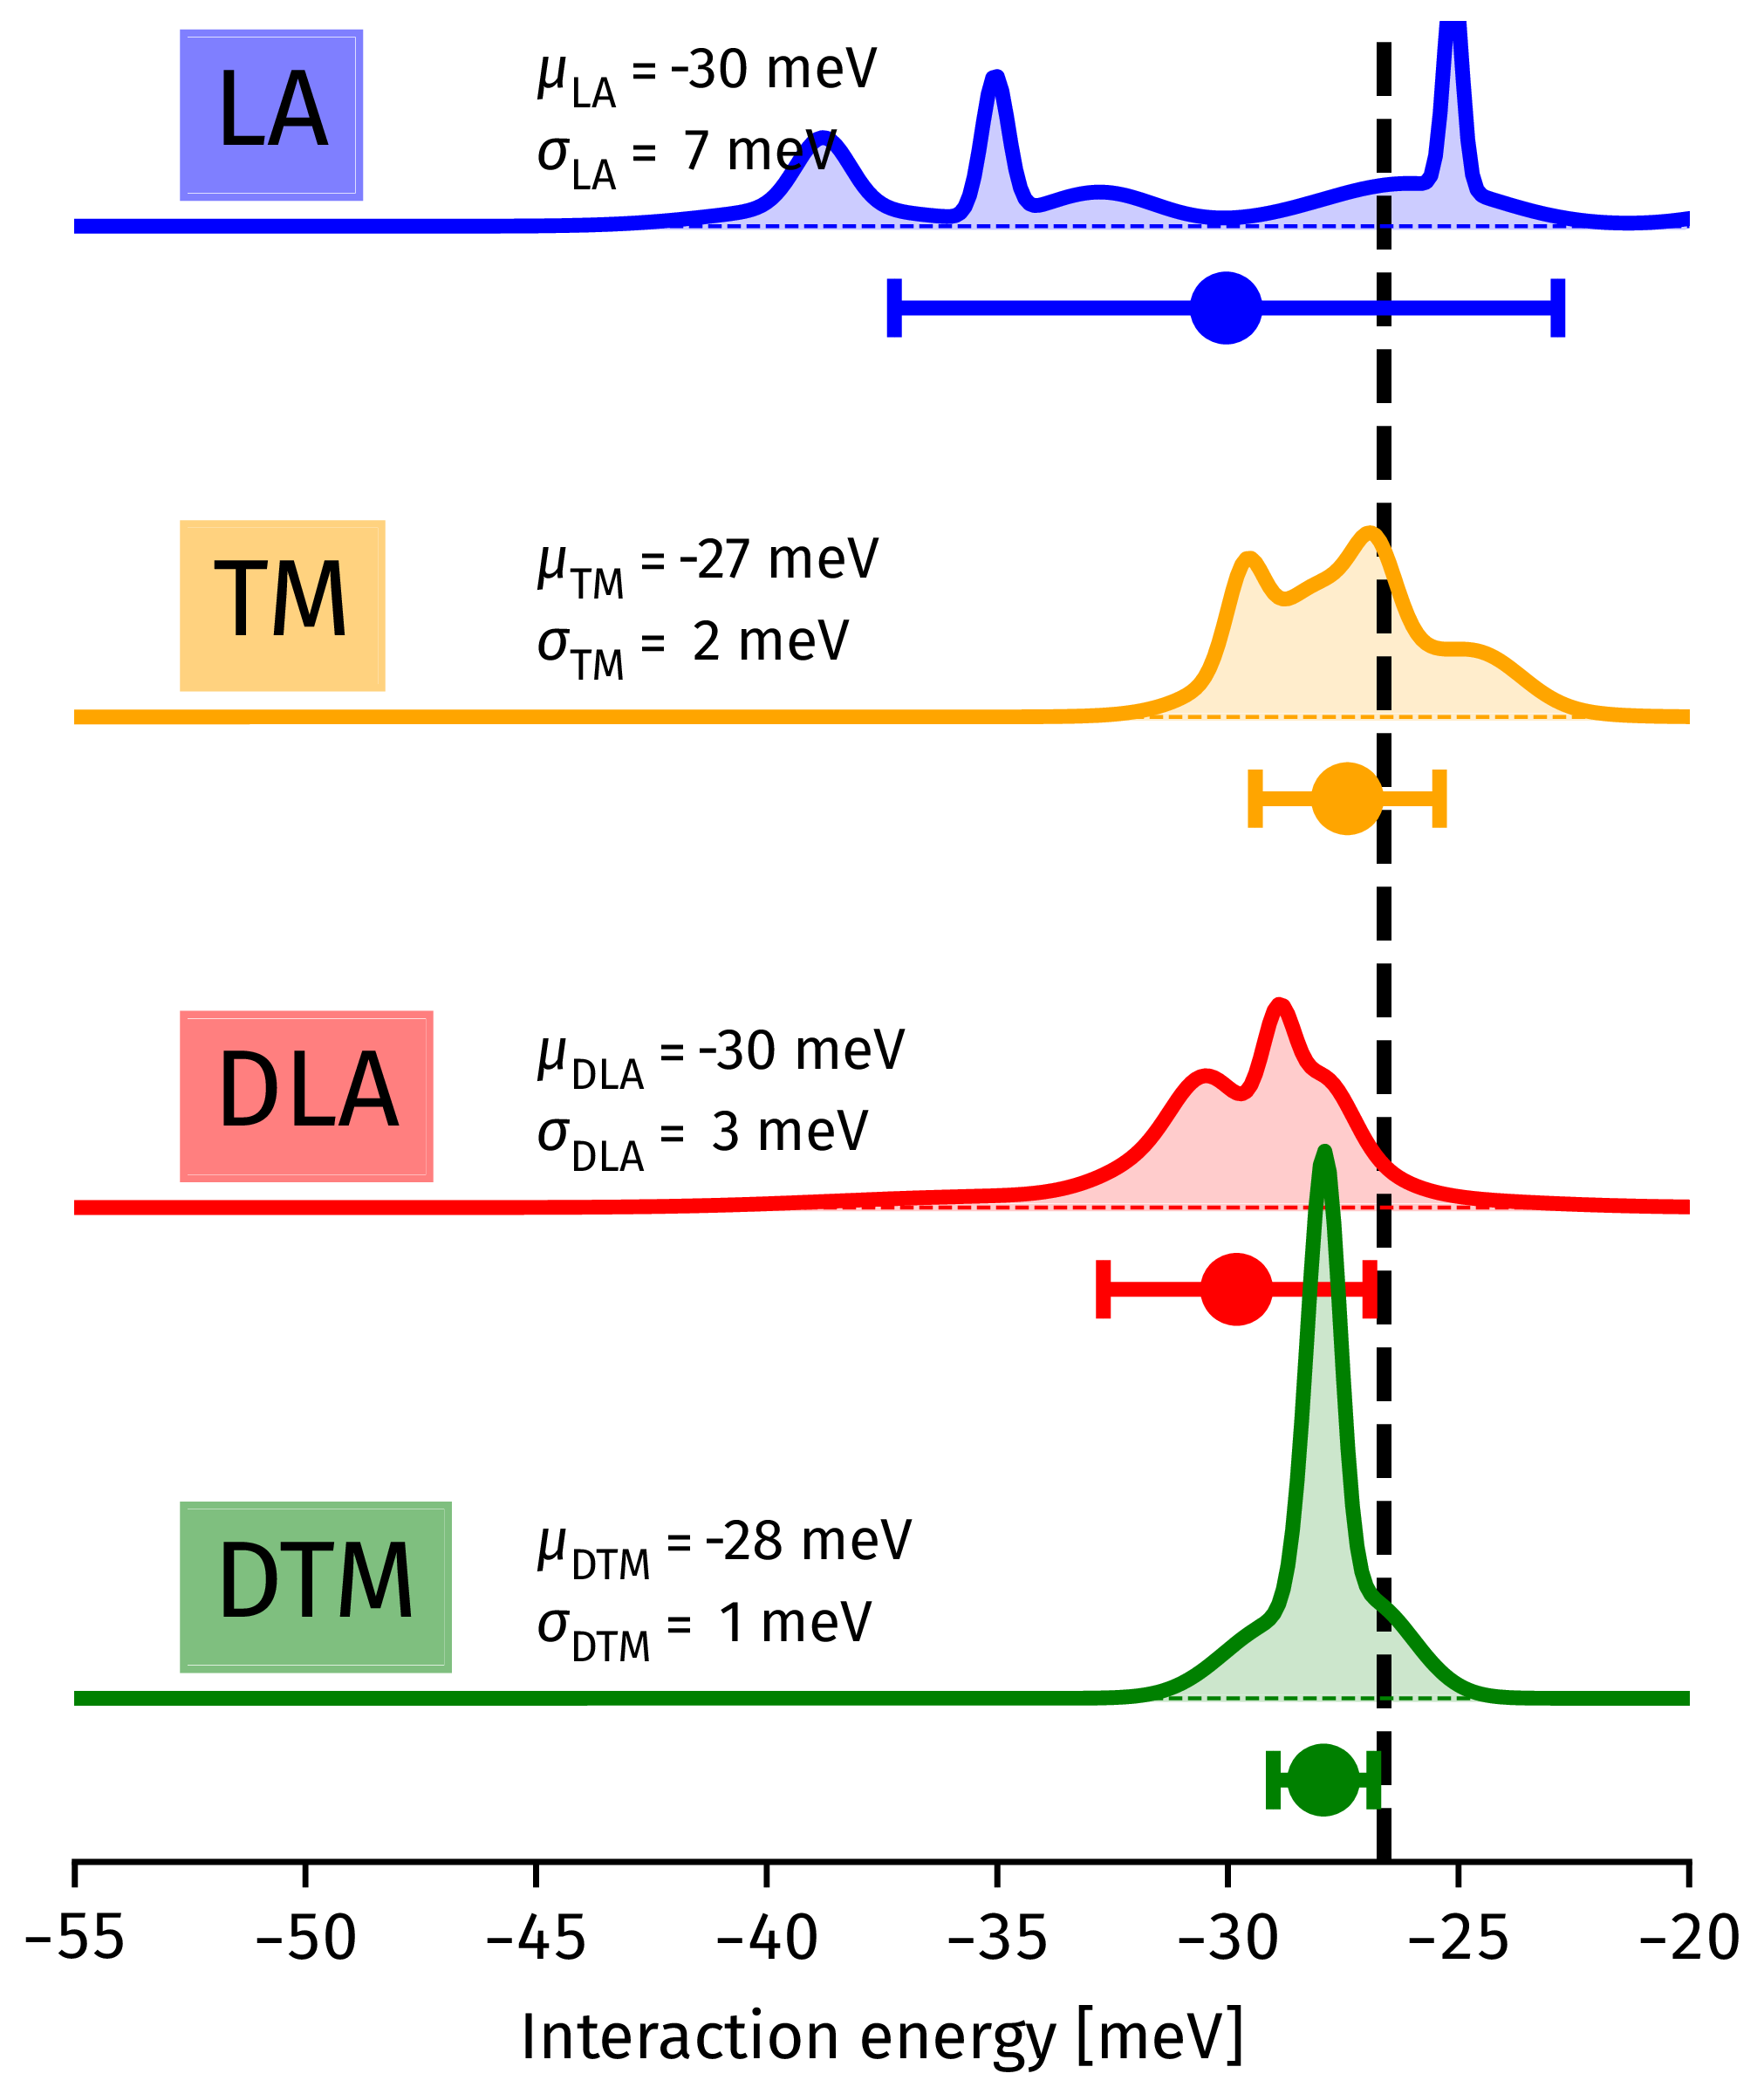 LA
μLA = -30 meV
σLA = 7 meV
TM
μTM = -27 meV
σTM = 2 meV
DLA
μDLA = -30 meV
σDLA = 3 meV
DTM
μDTM = -28 meV
σDTM = 1 meV
−55 −50 −45 −40 −35 −30 −25 −20
Interaction energy [meV]